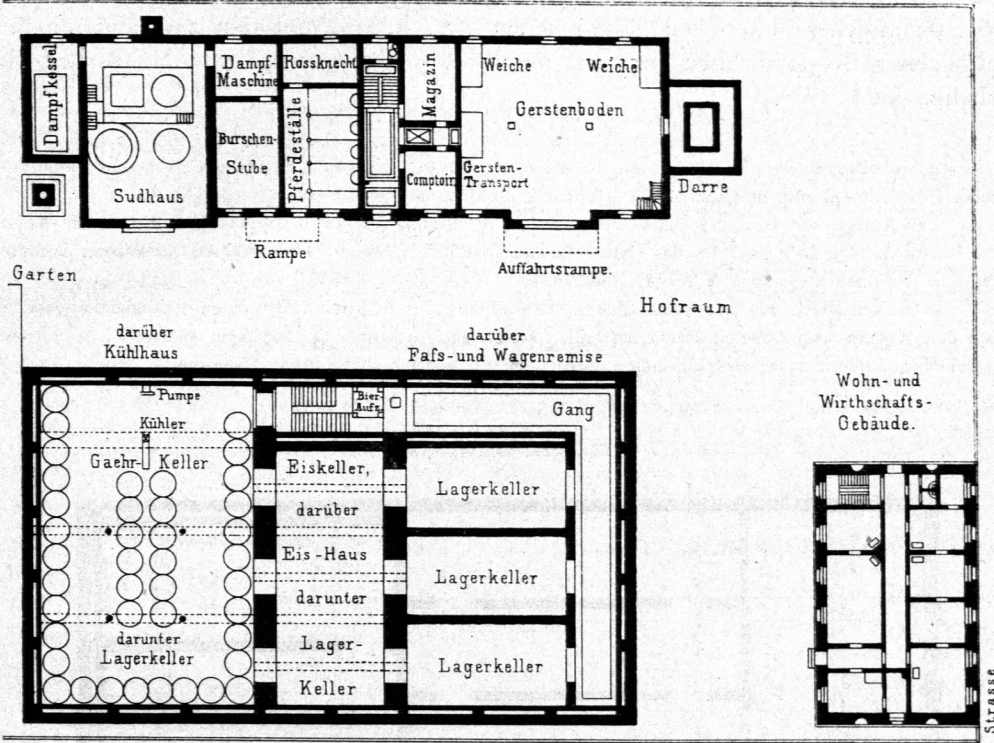 Dampfkessel
Dampf-
Maschine
Rossknecht
Burschen-
Stube
Pferdeställe
Sudhaus
Magazin
Weiche
Weiche
Gerstenboden
Comptoir
Gersten-
Transport
Darre
Rampe
Auffahrtsrampe.
Garten
Hofraum
darüber
Kühlhaus
darüber
Fafs- und Wagenremise
Pumpe
Kühler
Gaehr-Keller
Bier-
Aufz.
Gang
Eiskeller,
darüber
Eis-Haus
darunter
Lager-
Keller
Lagerkeller
Lagerkeller
Lagerkeller
darunter
Lagerkeller
Wohn- und
Wirthschafts-
Gebäude.
Strasse